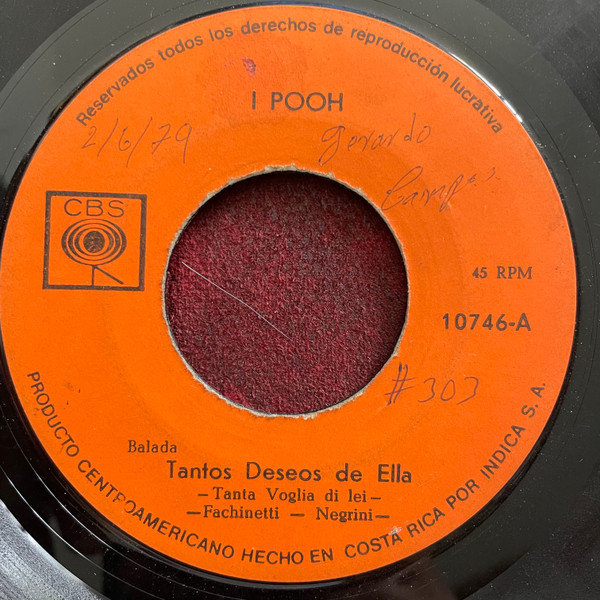 Reservados todos los derechos de reproducción lucrativa
I POOH
2/6/79
Gerardo
Campos
CBS
45 RPM
10746-A
#303
Balada
Tantos Deseos de Ella
—Tanta Voglia di lei—
—Fachinetti — Negrini—
PRODUCTO CENTROAMERICANO HECHO EN COSTA RICA POR INDICA S. A.